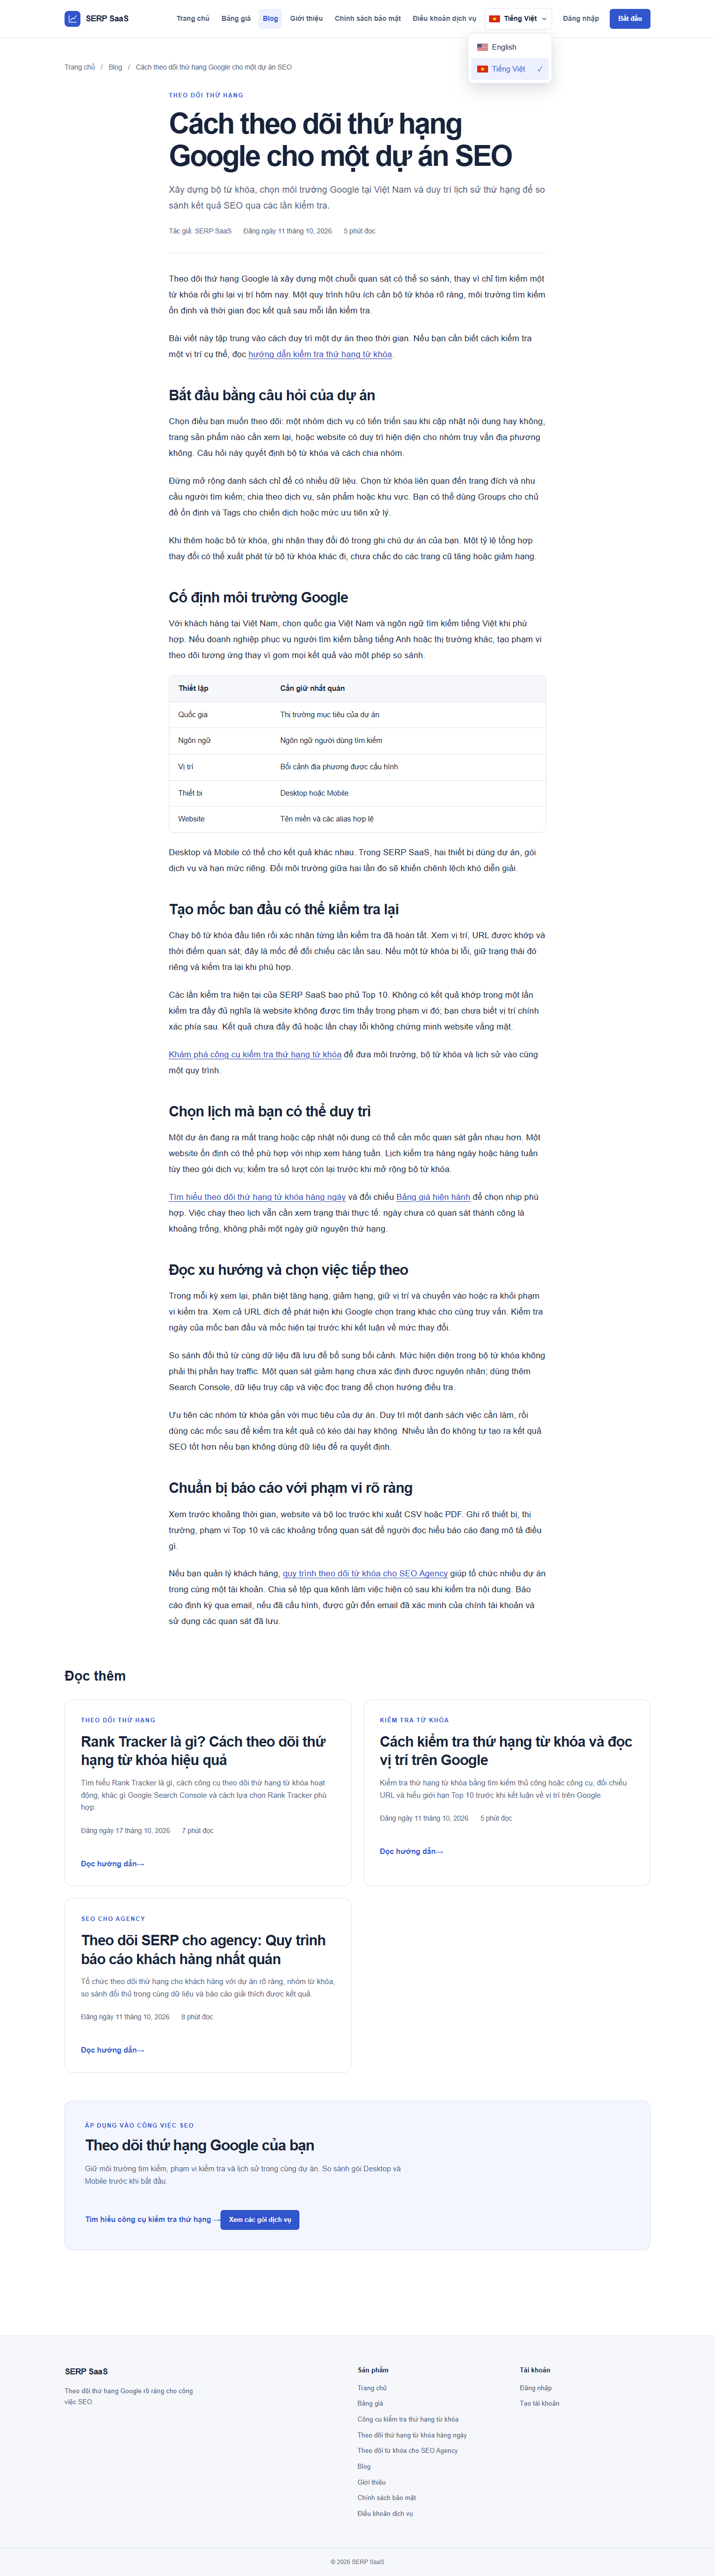 SERP SaaS
Trang chủ
Bảng giá
Blog
Giới thiệu
Chính sách bảo mật
Điều khoản dịch vụ
Tiếng Việt
Đăng nhập
Bắt đầu
English
Tiếng Việt ✓
Trang chủ / Blog / Cách theo dõi thứ hạng Google cho một dự án SEO
THEO DÕI THỨ HẠNG
Cách theo dõi thứ hạng
Google cho một dự án SEO
Xây dựng bộ từ khóa, chọn môi trường Google tại Việt Nam và duy trì lịch sử thứ hạng để so
sánh kết quả SEO qua các lần kiểm tra.
Tác giả: SERP SaaS
Đăng ngày 11 tháng 10, 2026
5 phút đọc
Theo dõi thứ hạng Google là xây dựng một chuỗi quan sát có thể so sánh, thay vì chỉ tìm kiếm một
từ khóa rồi ghi lại vị trí hôm nay. Một quy trình hữu ích cần bộ từ khóa rõ ràng, môi trường tìm kiếm
ổn định và thời gian đọc kết quả sau mỗi lần kiểm tra.
Bài viết này tập trung vào cách duy trì một dự án theo thời gian. Nếu bạn cần biết cách kiểm tra
một vị trí cụ thể, đọc hướng dẫn kiểm tra thứ hạng từ khóa.
Bắt đầu bằng câu hỏi của dự án
Chọn điều bạn muốn theo dõi: một nhóm dịch vụ có tiến triển sau khi cập nhật nội dung hay không,
trang sản phẩm nào cần xem lại, hoặc website có duy trì hiện diện cho nhóm truy vấn địa phương
không. Câu hỏi này quyết định bộ từ khóa và cách chia nhóm.
Đừng mở rộng danh sách chỉ để có nhiều dữ liệu. Chọn từ khóa liên quan đến trang đích và nhu
cầu người tìm kiếm; chia theo dịch vụ, sản phẩm hoặc khu vực. Bạn có thể dùng Groups cho chủ
đề ổn định và Tags cho chiến dịch hoặc mức ưu tiên xử lý.
Khi thêm hoặc bỏ từ khóa, ghi nhận thay đổi đó trong ghi chú dự án của bạn. Một tỷ lệ tổng hợp
thay đổi có thể xuất phát từ bộ từ khóa khác đi, chưa chắc do các trang cũ tăng hoặc giảm hạng.
Cố định môi trường Google
Với khách hàng tại Việt Nam, chọn quốc gia Việt Nam và ngôn ngữ tìm kiếm tiếng Việt khi phù
hợp. Nếu doanh nghiệp phục vụ người tìm kiếm bằng tiếng Anh hoặc thị trường khác, tạo phạm vi
theo dõi tương ứng thay vì gom mọi kết quả vào một phép so sánh.
Thiết lập
Cần giữ nhất quán
Quốc gia
Thị trường mục tiêu của dự án
Ngôn ngữ
Ngôn ngữ người dùng tìm kiếm
Vị trí
Bối cảnh địa phương được cấu hình
Thiết bị
Desktop hoặc Mobile
Website
Tên miền và các alias hợp lệ
Desktop và Mobile có thể cho kết quả khác nhau. Trong SERP SaaS, hai thiết bị dùng dự án, gói
dịch vụ và hạn mức riêng. Đổi môi trường giữa hai lần đo sẽ khiến chênh lệch khó diễn giải.
Tạo mốc ban đầu có thể kiểm tra lại
Chạy bộ từ khóa đầu tiên rồi xác nhận từng lần kiểm tra đã hoàn tất. Xem vị trí, URL được khớp và
thời điểm quan sát; đây là mốc để đối chiếu các lần sau. Nếu một từ khóa bị lỗi, giữ trạng thái đó
riêng và kiểm tra lại khi phù hợp.
Các lần kiểm tra hiện tại của SERP SaaS bao phủ Top 10. Không có kết quả khớp trong một lần
kiểm tra đầy đủ nghĩa là website không được tìm thấy trong phạm vi đó; bạn chưa biết vị trí chính
xác phía sau. Kết quả chưa đầy đủ hoặc lần chạy lỗi không chứng minh website vắng mặt.
Khám phá công cụ kiểm tra thứ hạng từ khóa để đưa môi trường, bộ từ khóa và lịch sử vào cùng
một quy trình.
Chọn lịch mà bạn có thể duy trì
Một dự án đang ra mắt trang hoặc cập nhật nội dung có thể cần mốc quan sát gần nhau hơn. Một
website ổn định có thể phù hợp với nhịp xem hàng tuần. Lịch kiểm tra hàng ngày hoặc hàng tuần
tùy theo gói dịch vụ; kiểm tra số lượt còn lại trước khi mở rộng bộ từ khóa.
Tìm hiểu theo dõi thứ hạng từ khóa hàng ngày và đối chiếu Bảng giá hiện hành để chọn nhịp phù
hợp. Việc chạy theo lịch vẫn cần xem trạng thái thực tế: ngày chưa có quan sát thành công là
khoảng trống, không phải một ngày giữ nguyên thứ hạng.
Đọc xu hướng và chọn việc tiếp theo
Trong mỗi kỳ xem lại, phân biệt tăng hạng, giảm hạng, giữ vị trí và chuyển vào hoặc ra khỏi phạm
vi kiểm tra. Xem cả URL đích để phát hiện khi Google chọn trang khác cho cùng truy vấn. Kiểm tra
ngày của mốc ban đầu và mốc hiện tại trước khi kết luận về mức thay đổi.
So sánh đối thủ từ cùng dữ liệu đã lưu để bổ sung bối cảnh. Mức hiện diện trong bộ từ khóa không
phải thị phần hay traffic. Một quan sát giảm hạng chưa xác định được nguyên nhân; dùng thêm
Search Console, dữ liệu truy cập và việc đọc trang để chọn hướng điều tra.
Ưu tiên các nhóm từ khóa gắn với mục tiêu của dự án. Duy trì một danh sách việc cần làm, rồi
dùng các mốc sau để kiểm tra kết quả có kéo dài hay không. Nhiều lần đo không tự tạo ra kết quả
SEO tốt hơn nếu bạn không dùng dữ liệu để ra quyết định.
Chuẩn bị báo cáo với phạm vi rõ ràng
Xem trước khoảng thời gian, website và bộ lọc trước khi xuất CSV hoặc PDF. Ghi rõ thiết bị, thị
trường, phạm vi Top 10 và các khoảng trống quan sát để người đọc hiểu báo cáo đang mô tả điều
gì.
Nếu bạn quản lý khách hàng, quy trình theo dõi từ khóa cho SEO Agency giúp tổ chức nhiều dự án
trong cùng một tài khoản. Chia sẻ tệp qua kênh làm việc hiện có sau khi kiểm tra nội dung. Báo
cáo định kỳ qua email, nếu đã cấu hình, được gửi đến email đã xác minh của chính tài khoản và
sử dụng các quan sát đã lưu.
Đọc thêm
THEO DÕI THỨ HẠNG
Rank Tracker là gì? Cách theo dõi thứ
hạng từ khóa hiệu quả
Tìm hiểu Rank Tracker là gì, cách công cụ theo dõi thứ hạng từ khóa hoạt
động, khác gì Google Search Console và cách lựa chọn Rank Tracker phù
hợp.
Đăng ngày 17 tháng 10, 2026
7 phút đọc
Đọc hướng dẫn→
KIỂM TRA TỪ KHÓA
Cách kiểm tra thứ hạng từ khóa và đọc
vị trí trên Google
Kiểm tra thứ hạng từ khóa bằng tìm kiếm thủ công hoặc công cụ, đối chiếu
URL và hiểu giới hạn Top 10 trước khi kết luận về vị trí trên Google.
Đăng ngày 11 tháng 10, 2026
5 phút đọc
Đọc hướng dẫn→
SEO CHO AGENCY
Theo dõi SERP cho agency: Quy trình
báo cáo khách hàng nhất quán
Tổ chức theo dõi thứ hạng cho khách hàng với dự án rõ ràng, nhóm từ khóa,
so sánh đối thủ trong cùng dữ liệu và báo cáo giải thích được kết quả.
Đăng ngày 11 tháng 10, 2026
8 phút đọc
Đọc hướng dẫn→
ÁP DỤNG VÀO CÔNG VIỆC SEO
Theo dõi thứ hạng Google của bạn
Giữ môi trường tìm kiếm, phạm vi kiểm tra và lịch sử trong cùng dự án. So sánh gói Desktop và
Mobile trước khi bắt đầu.
Tìm hiểu công cụ kiểm tra thứ hạng →
Xem các gói dịch vụ
SERP SaaS
Theo dõi thứ hạng Google rõ ràng cho công
việc SEO.
Sản phẩm
Trang chủ
Bảng giá
Công cụ kiểm tra thứ hạng từ khóa
Theo dõi thứ hạng từ khóa hàng ngày
Theo dõi từ khóa cho SEO Agency
Blog
Giới thiệu
Chính sách bảo mật
Điều khoản dịch vụ
Tài khoản
Đăng nhập
Tạo tài khoản
© 2026 SERP SaaS